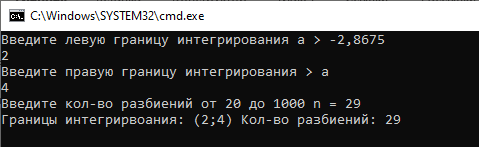 C:\Windows\SYSTEM32\cmd.exe
Введите левую границу интегрирования a > -2,8675
2
Введите правую границу интегрирования > a
4
Введите кол-во разбиений от 20 до 1000 n = 29
Границы интегрирвоания: (2;4) Кол-во разбиений: 29